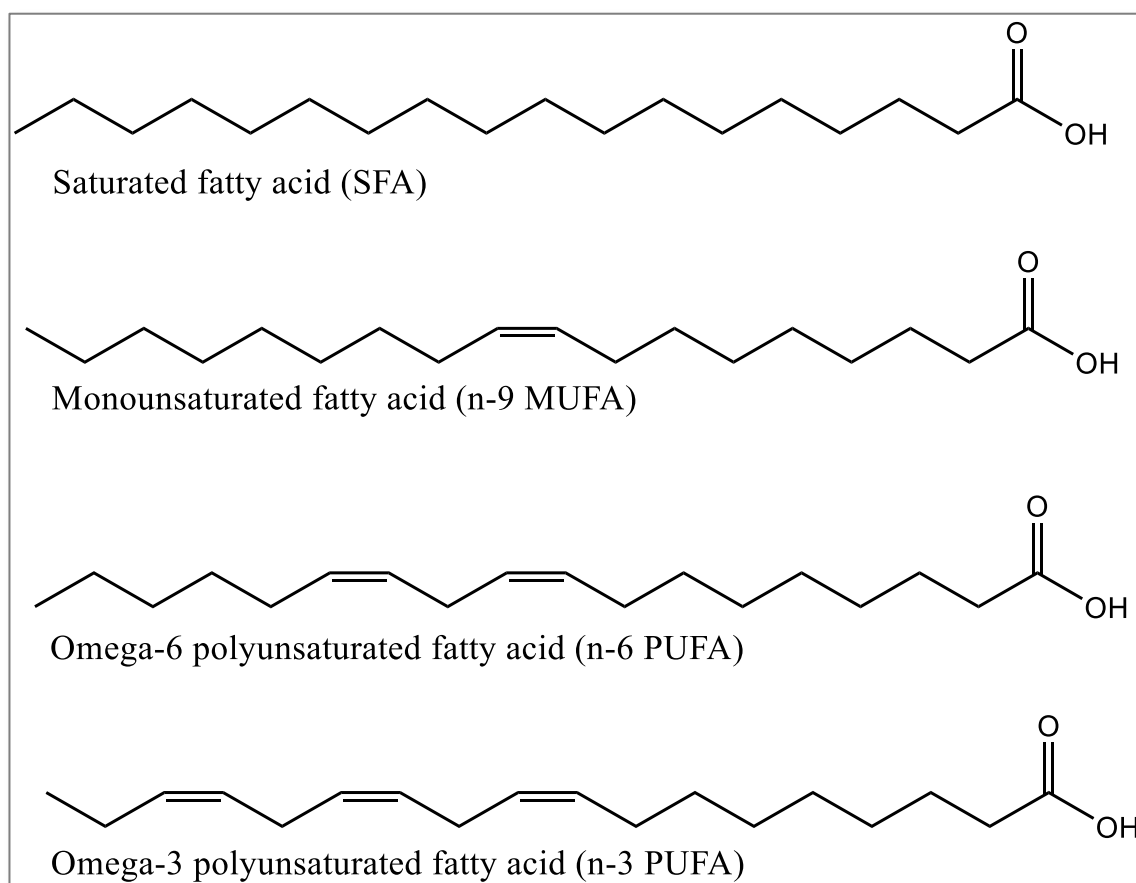 O
OH
Saturated fatty acid (SFA)
O
OH
Monounsaturated fatty acid (n-9 MUFA)
O
OH
Omega-6 polyunsaturated fatty acid (n-6 PUFA)
O
OH
Omega-3 polyunsaturated fatty acid (n-3 PUFA)